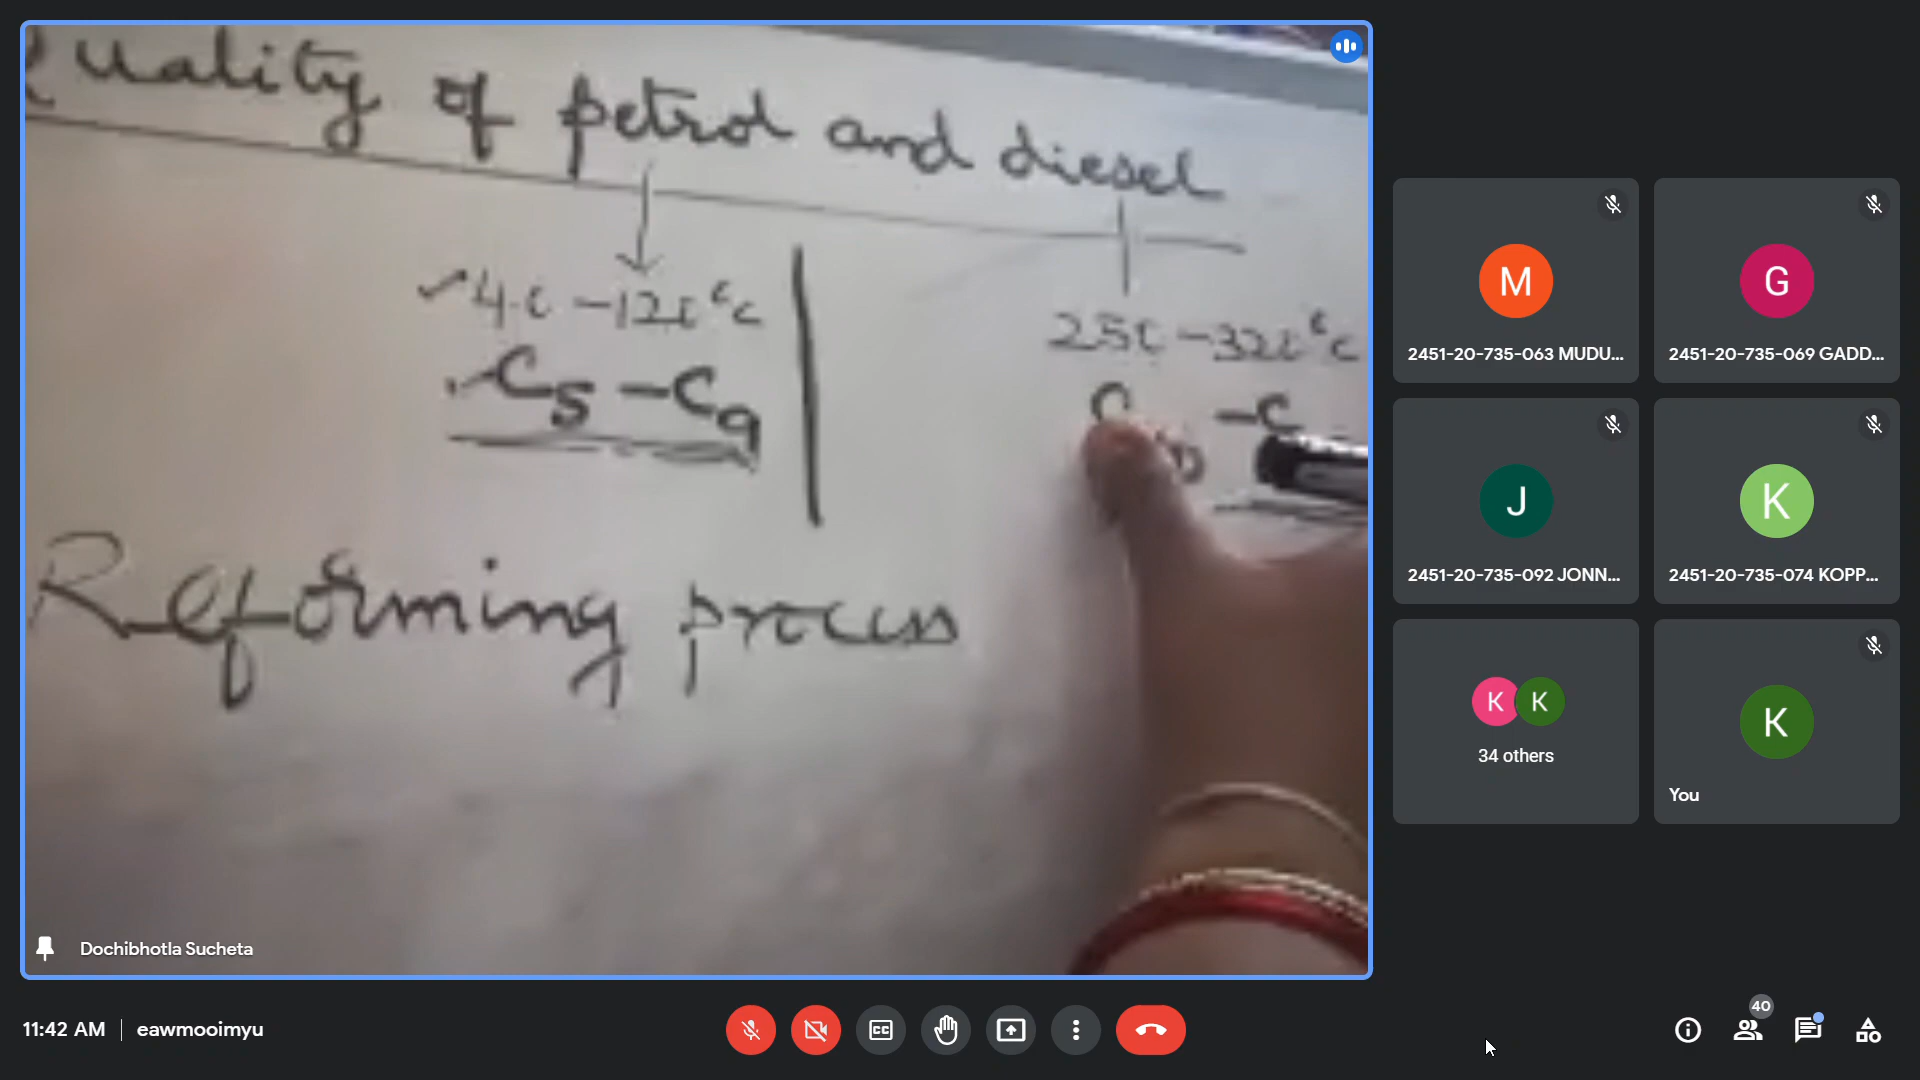 Quality of petrol and diesel
40-120°c 250-320°c
C5-C9 C -C
Reforming process
Dochibhotla Sucheta
M
2451-20-735-063 MUDU...
G
2451-20-735-069 GADD...
J
2451-20-735-092 JONN...
K
2451-20-735-074 KOPP...
K K
34 others
K
You
11:42 AM | eawmooimyu
CC
40